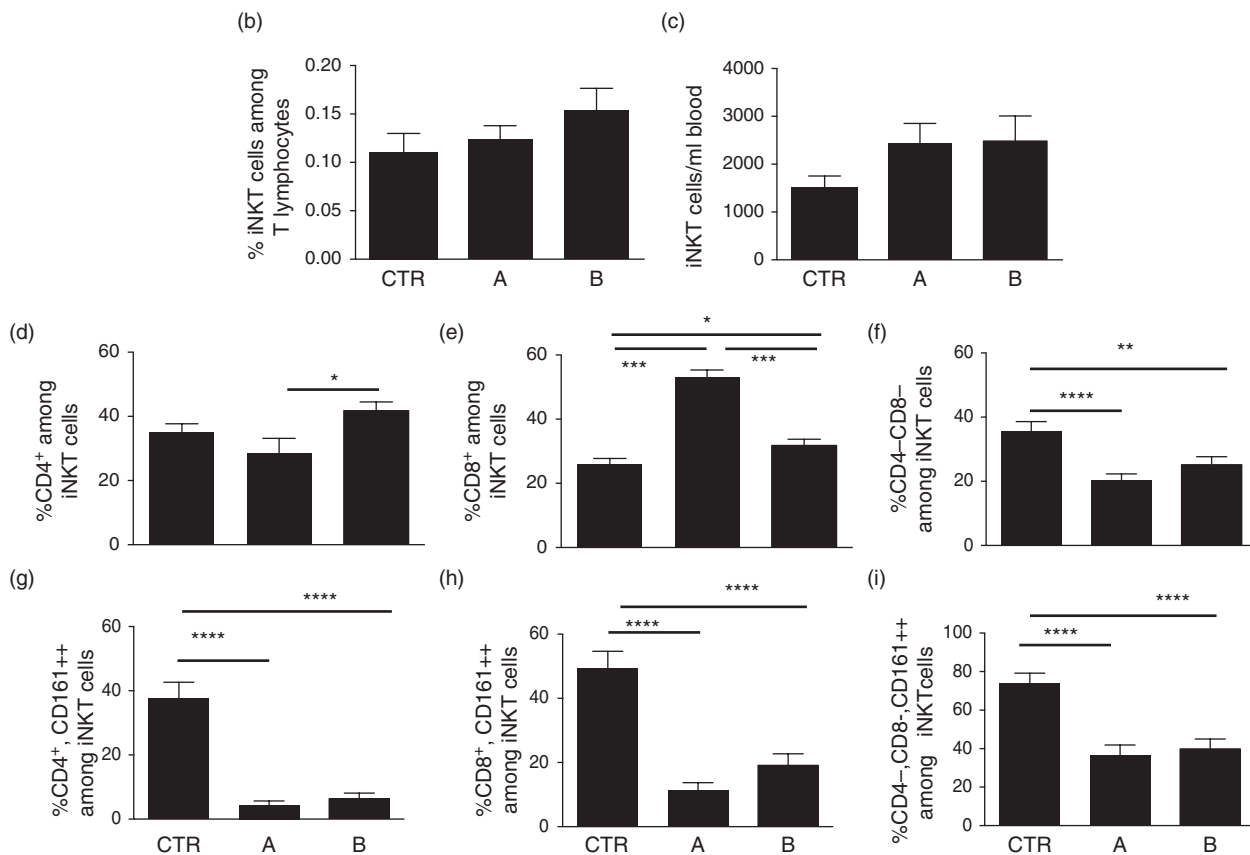 (b)
% iNKT cells among
T lymphocytes
0.20
0.15
0.10
0.05
0.00
CTR A B
(c)
iNKT cells/ml blood
4000
3000
2000
1000
0
CTR A B
(d)
%CD4+ among
iNKT cells
60
40
20
0
*
(e)
%CD8+ among
iNKT cells
60
40
20
0
*
*** ***
(f)
%CD4–CD8–
among iNKT cells
60
40
20
0
**
****
(g)
%CD4+, CD161++
among iNKT cells
60
40
20
0
****
****
CTR A B
(h)
%CD8+, CD161++
among iNKT cells
60
40
20
0
****
****
CTR A B
(i)
%CD4–,CD8-,CD161++
among iNKTcells
100
80
60
40
20
0
****
****
CTR A B